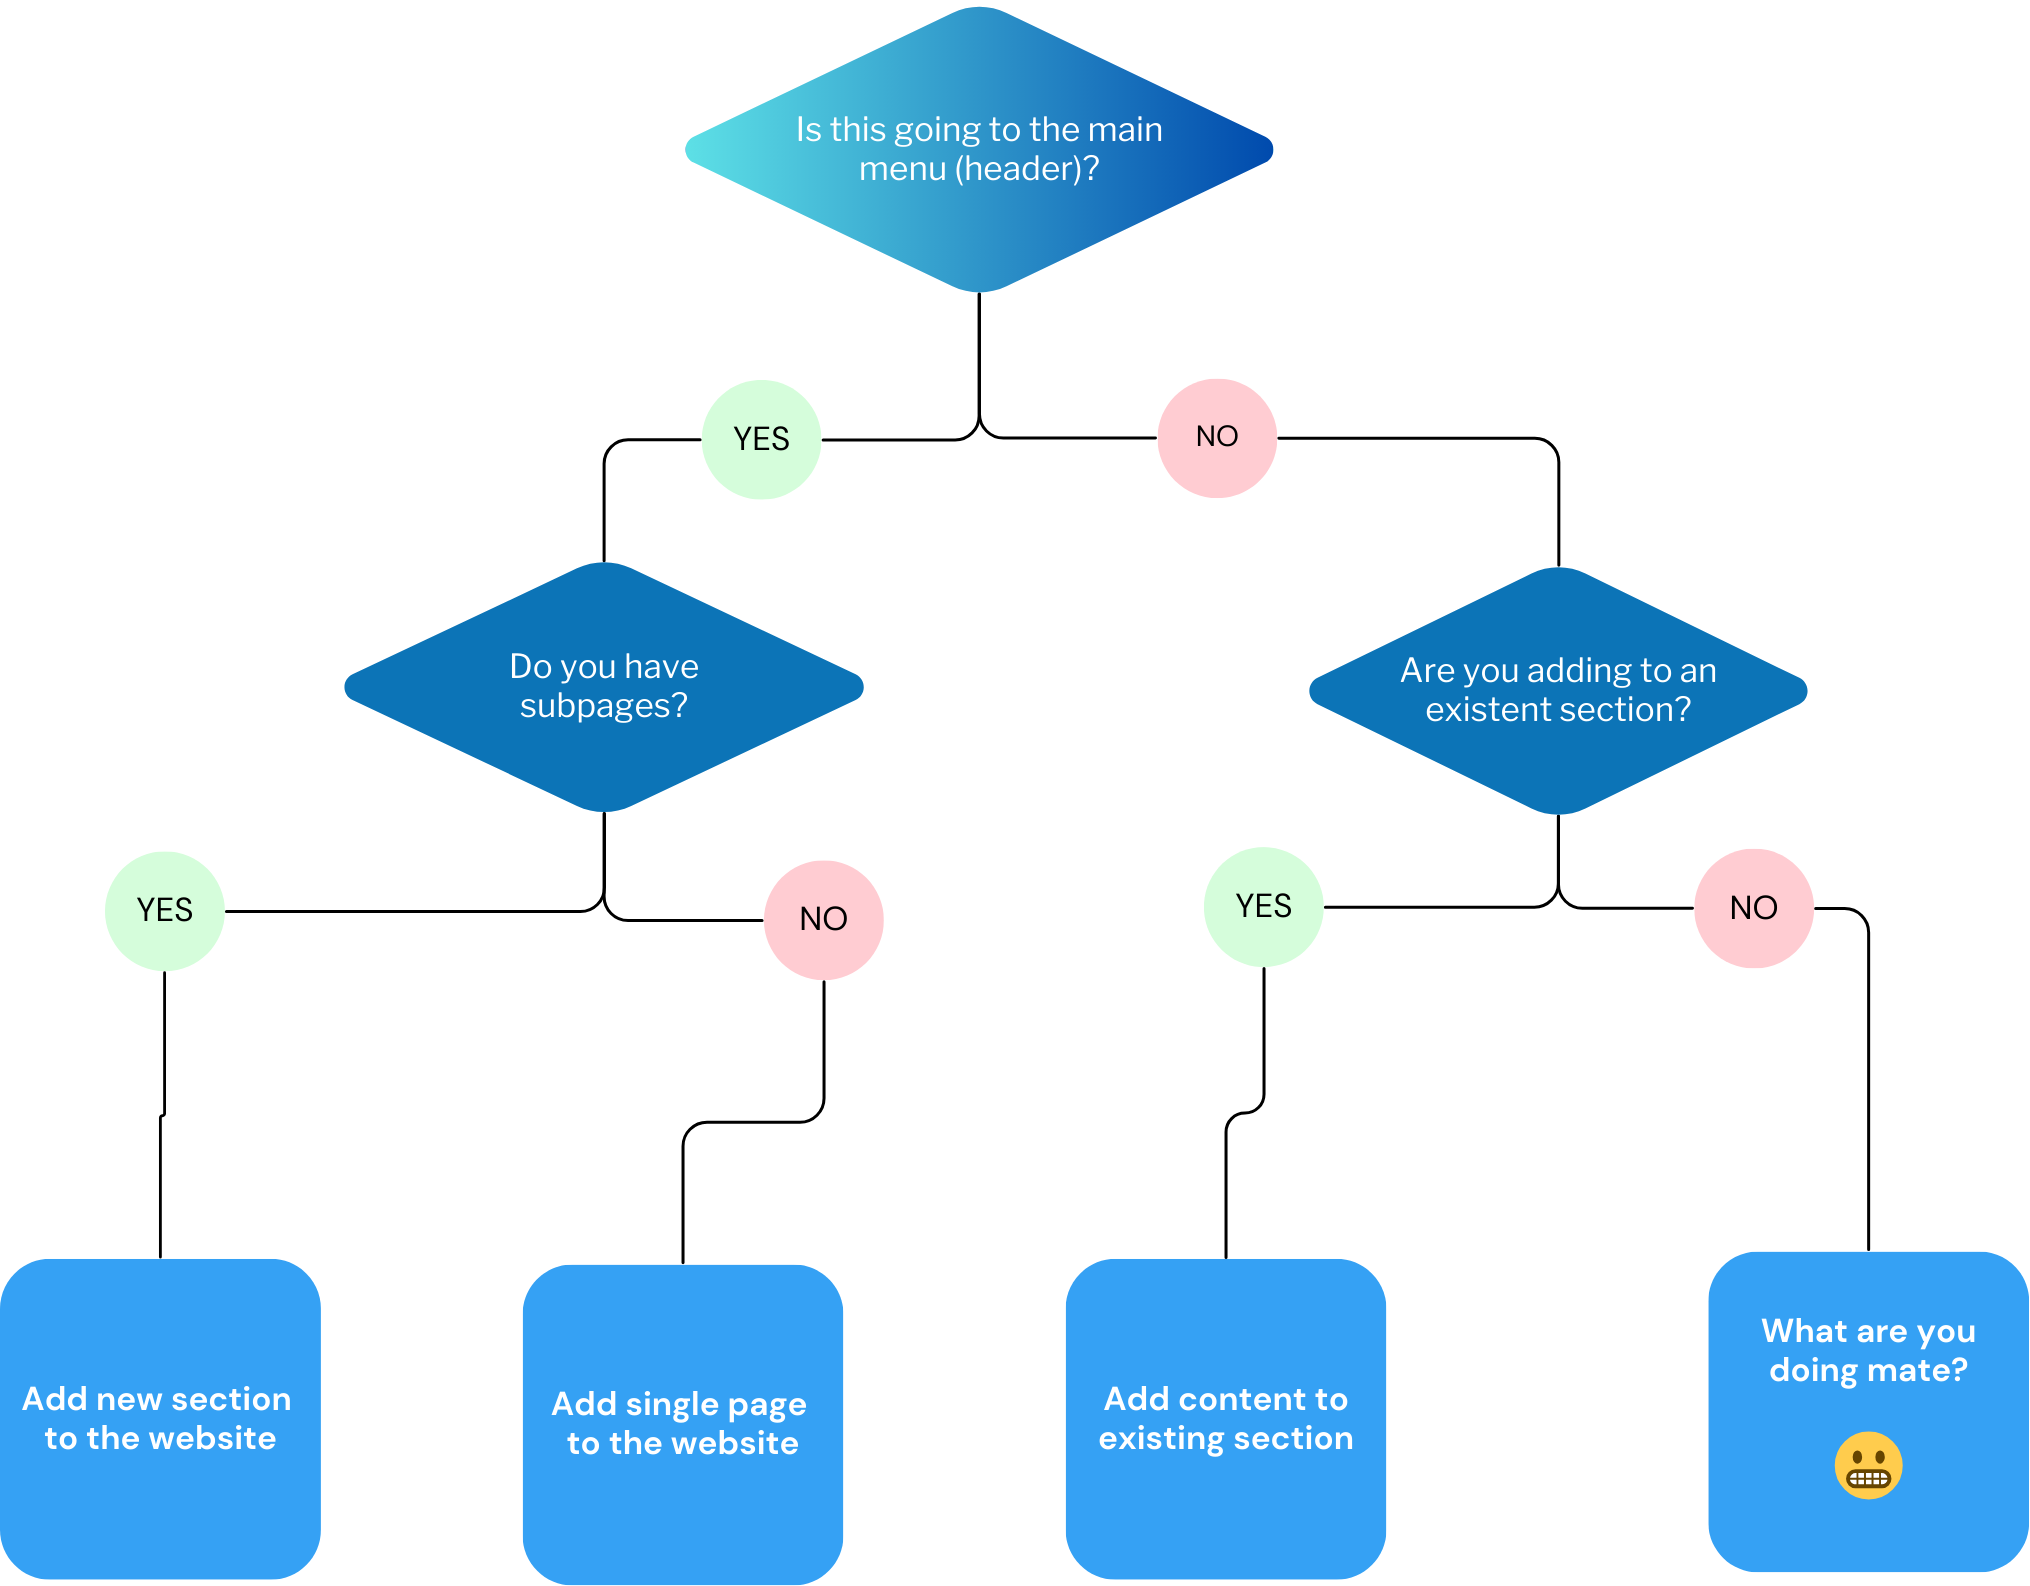 Is this going to the main
menu (header)?
YES
NO
Do you have
subpages?
Are you adding to an
existent section?
YES
NO
YES
NO
Add new section
to the website
Add single page
to the website
Add content to
existing section
What are you
doing mate?